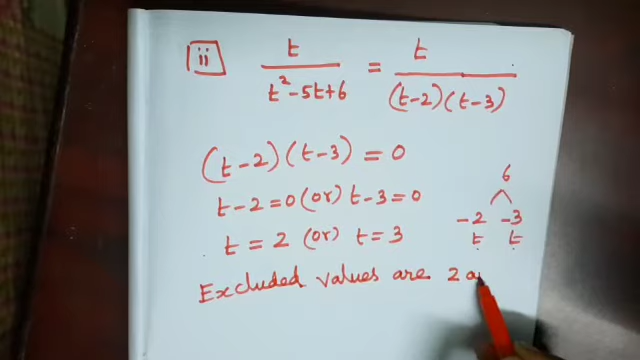 ii t / (t² - 5t + 6) = t / ((t-2)(t-3))
(t-2)(t-3) = 0
t-2=0 (or) t-3=0
t = 2 (or) t = 3
6
-2 -3
t t
Excluded values are 2